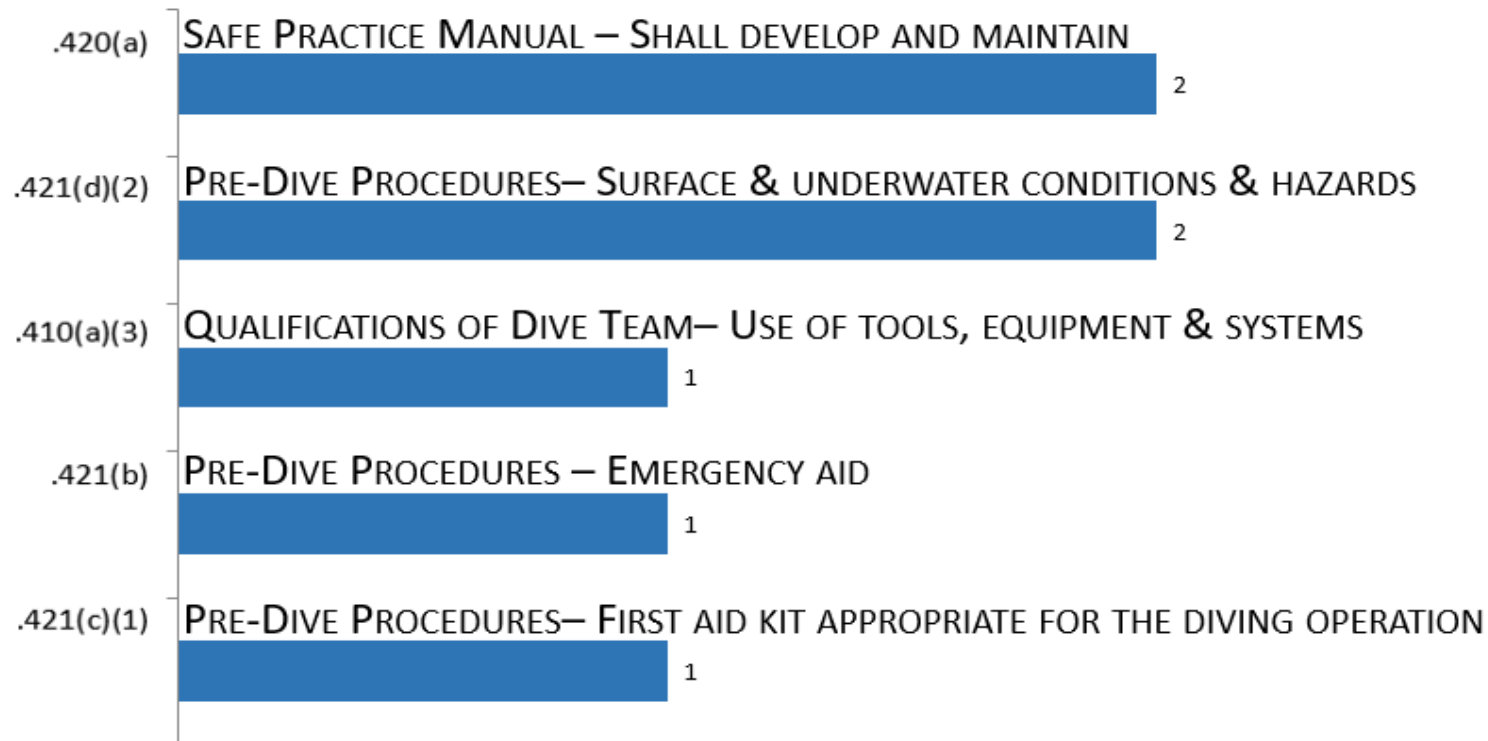 .420(a) SAFE PRACTICE MANUAL – SHALL DEVELOP AND MAINTAIN
2
.421(d)(2) PRE-DIVE PROCEDURES– SURFACE & UNDERWATER CONDITIONS & HAZARDS
2
.410(a)(3) QUALIFICATIONS OF DIVE TEAM– USE OF TOOLS, EQUIPMENT & SYSTEMS
1
.421(b) PRE-DIVE PROCEDURES – EMERGENCY AID
1
.421(c)(1) PRE-DIVE PROCEDURES– FIRST AID KIT APPROPRIATE FOR THE DIVING OPERATION
1